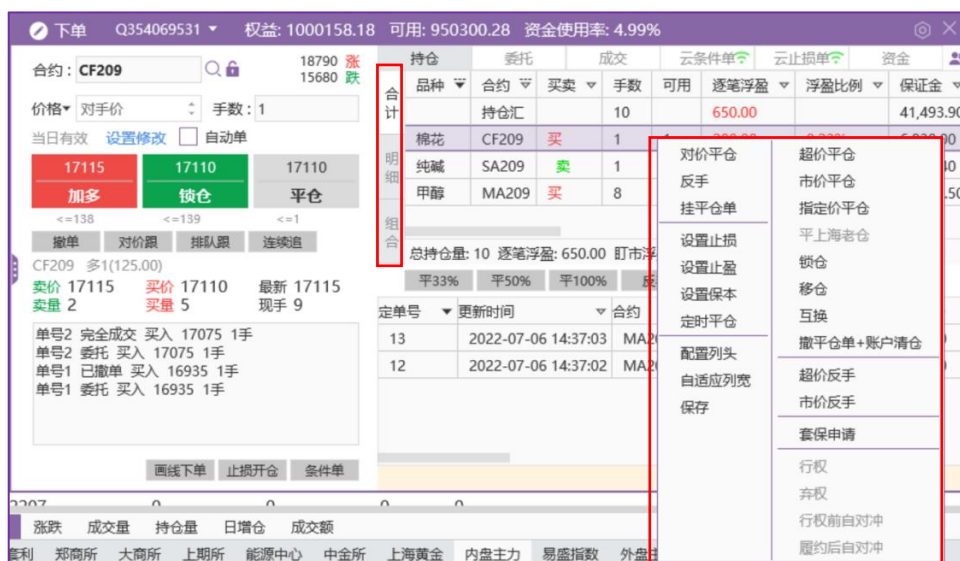 下单 Q354069531 权益: 1000158.18 可用: 950300.28 资金使用率: 4.99%
合约: CF209 18790 涨
15680 跌
价格 对手价 手数: 1
当日有效 设置修改 自动单
17115 17110 17110
加多 锁仓 平仓
<=138 <=139 <=1
撤单 对价跟 排队跟 连续追
CF209 多1(125.00)
卖价 17115 买价 17110 最新 17115
卖量 2 买量 5 现手 9
单号2 完全成交 买入 17075 1手
单号2 委托 买入 17075 1手
单号1 已撤单 买入 16935 1手
单号1 委托 买入 16935 1手
画线下单 止损开仓 条件单
持仓 委托 成交 云条件单 云止损单 资金
合计
明细
组合
品种 合约 买卖 手数 可用 逐笔浮盈 浮盈比例 保证金
持仓汇 10 650.00 41,493.90
棉花 CF209 买 1
纯碱 SA209 卖 1
甲醇 MA209 买 8
总持仓量: 10 逐笔浮盈: 650.00 盯市浮
平33% 平50% 平100%
定单号 更新时间 合约
13 2022-07-06 14:37:03 MA20
12 2022-07-06 14:37:02 MA20
对价平仓
反手
挂平仓单
设置止损
设置止盈
设置保本
定时平仓
配置列头
自适应列宽
保存
超价平仓
市价平仓
指定价平仓
平上海老仓
锁仓
移仓
互换
撤平仓单+账户清仓
超价反手
市价反手
套保申请
行权
弃权
行权前自对冲
履约后自对冲
涨跌 成交量 持仓量 日增仓 成交额
套利 郑商所 大商所 上期所 能源中心 中金所 上海黄金 内盘主力 易盛指数 外盘